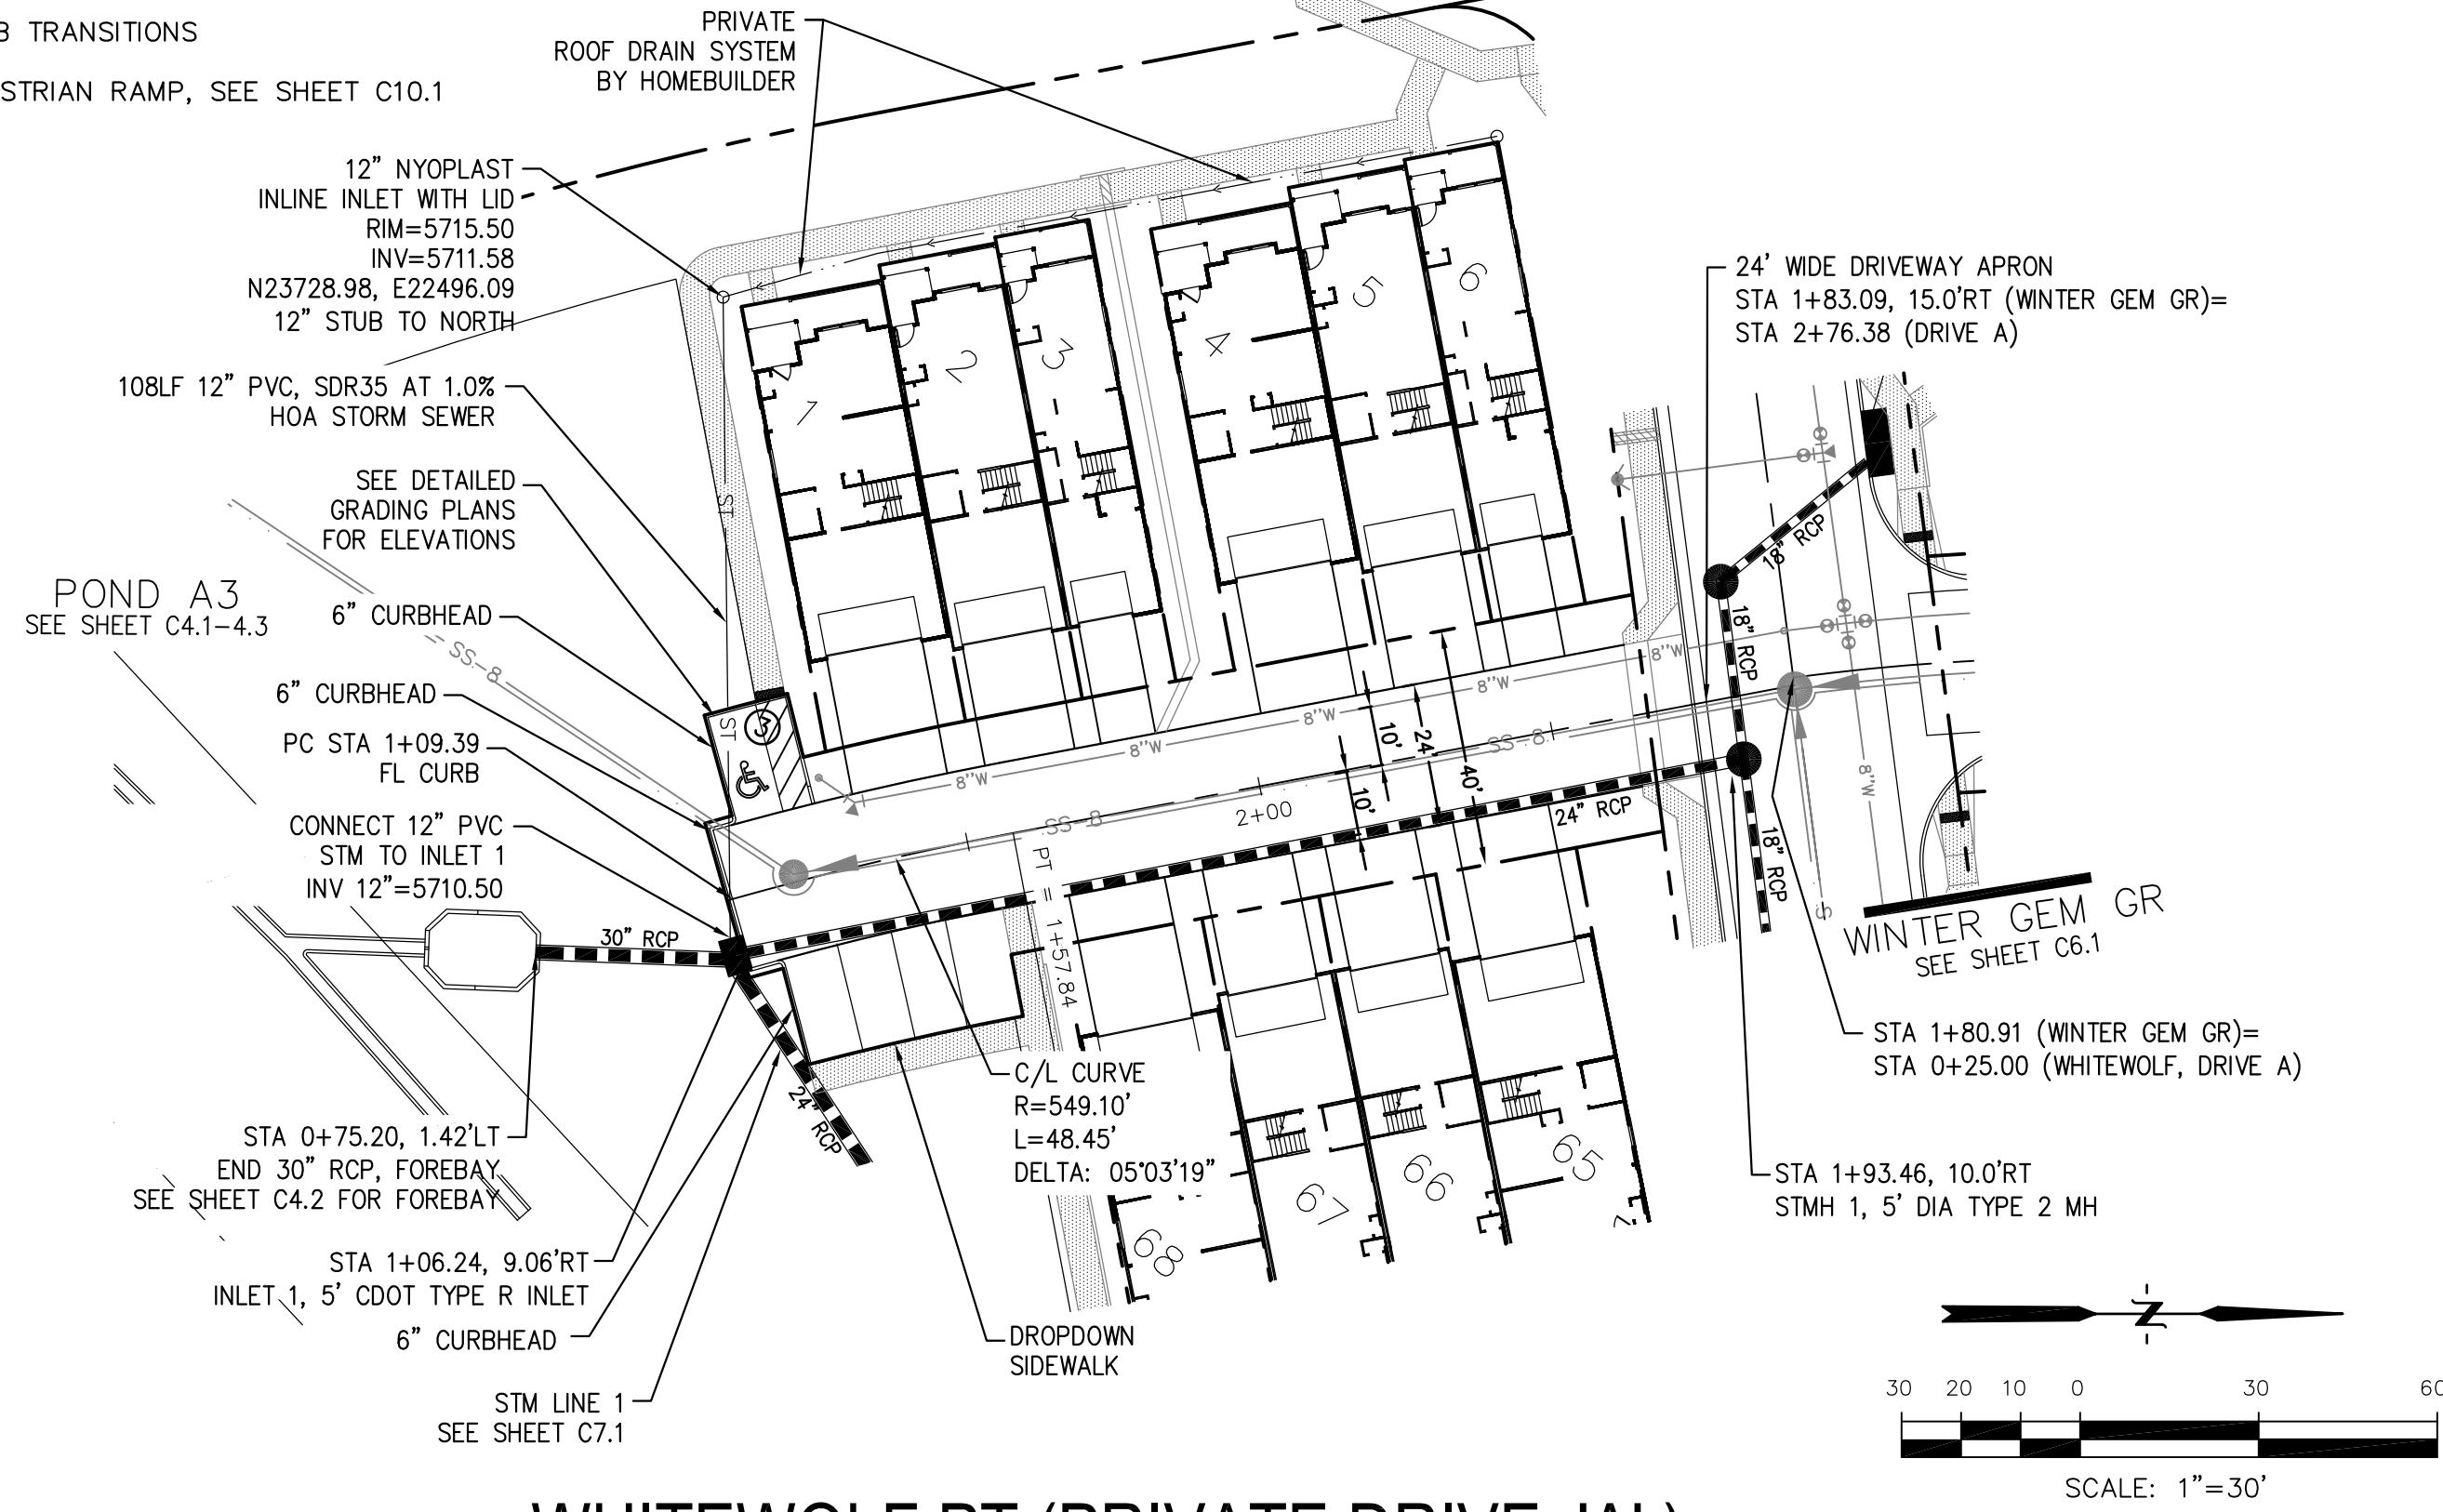 B TRANSITIONS
STRIAN RAMP, SEE SHEET C10.1
PRIVATE
ROOF DRAIN SYSTEM
BY HOMEBUILDER
12" NYOPLAST
INLINE INLET WITH LID
RIM=5715.50
INV=5711.58
N23728.98, E22496.09
12" STUB TO NORTH
108LF 12" PVC, SDR35 AT 1.0%
HOA STORM SEWER
SEE DETAILED
GRADING PLANS
FOR ELEVATIONS
POND A3
SEE SHEET C4.1-4.3
6" CURBHEAD
6" CURBHEAD
PC STA 1+09.39
FL CURB
CONNECT 12" PVC
STM TO INLET 1
INV 12"=5710.50
SS-8
ST
ST
3
1
2
3
4
5
6
24' WIDE DRIVEWAY APRON
STA 1+83.09, 15.0'RT (WINTER GEM GR)=
STA 2+76.38 (DRIVE A)
18" RCP
18" RCP
18" RCP
8"W
8"W
8"W
8"W
8"W
8"W
10'
24'
40'
10'
SS-8
SS-8
2+00
24" RCP
S
PT = 1+57.84
30" RCP
24" RCP
WINTER GEM GR
SEE SHEET C6.1
STA 1+80.91 (WINTER GEM GR)=
STA 0+25.00 (WHITEWOLF, DRIVE A)
STA 1+93.46, 10.0'RT
STMH 1, 5' DIA TYPE 2 MH
C/L CURVE
R=549.10'
L=48.45'
DELTA: 05°03'19"
STA 0+75.20, 1.42'LT
END 30" RCP, FOREBAY
SEE SHEET C4.2 FOR FOREBAY
STA 1+06.24, 9.06'RT
INLET 1, 5' CDOT TYPE R INLET
6" CURBHEAD
STM LINE 1
SEE SHEET C7.1
DROPDOWN
SIDEWALK
68
67
66
65
N
30 20 10 0 30 60
SCALE: 1"=30'
WHITEWOLF PT (PRIVATE DRIVE 'A')